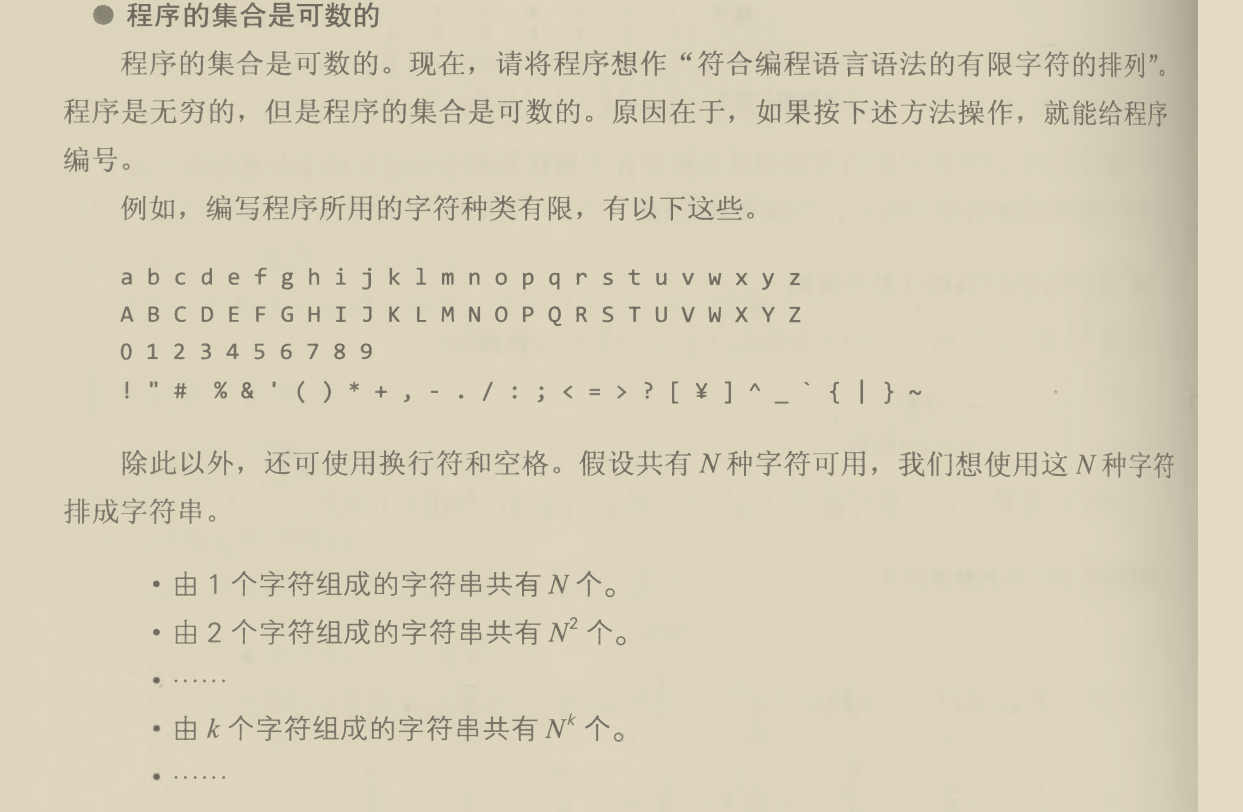 ● 程序的集合是可数的
程序的集合是可数的。现在，请将程序想作“符合编程语言语法的有限字符的排列”。
程序是无穷的，但是程序的集合是可数的。原因在于，如果按下述方法操作，就能给程序
编号。
例如，编写程序所用的字符种类有限，有以下这些。
a b c d e f g h i j k l m n o p q r s t u v w x y z
A B C D E F G H I J K L M N O P Q R S T U V W X Y Z
0 1 2 3 4 5 6 7 8 9
! " # % & ' ( ) * + , - . / : ; < = > ? [ ¥ ] ^ _ ` { | } ~
除此以外，还可使用换行符和空格。假设共有 N 种字符可用，我们想使用这 N 种字符
排成字符串。
• 由 1 个字符组成的字符串共有 N 个。
• 由 2 个字符组成的字符串共有 N² 个。
• ……
• 由 k 个字符组成的字符串共有 Nᵏ 个。
• ……